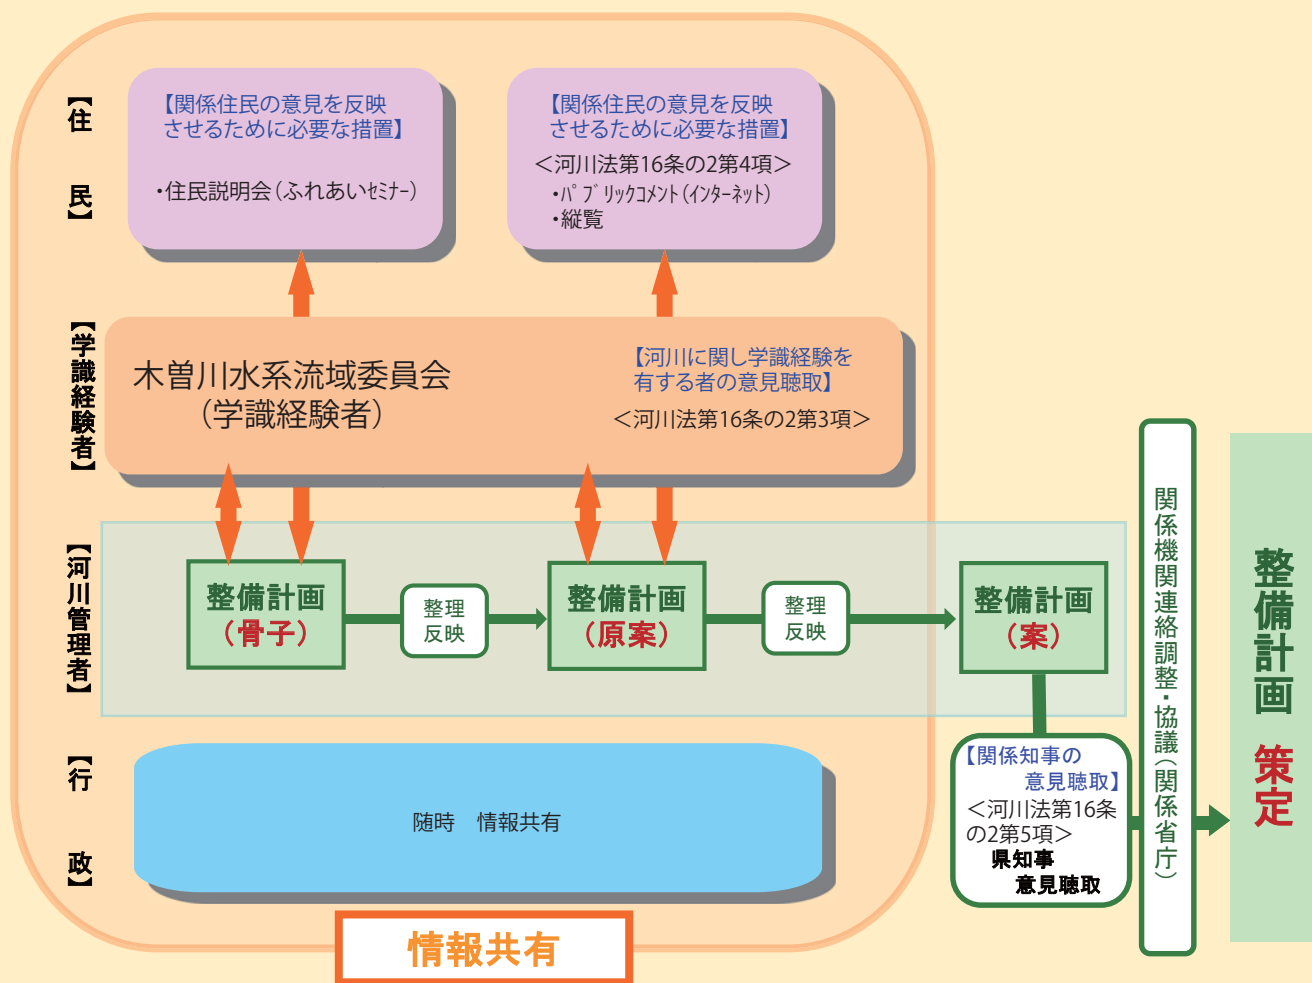 【住民】
【関係住民の意見を反映
させるために必要な措置】
・住民説明会（ふれあいｾﾐﾅｰ）
【関係住民の意見を反映
させるために必要な措置】
＜河川法第16条の2第4項＞
・ﾊﾟﾌﾞﾘｯｸｺﾒﾝﾄ（ｲﾝﾀｰﾈｯﾄ）
・縦覧
【学識経験者】
木曽川水系流域委員会
（学識経験者）
【河川に関し学識経験を
有する者の意見聴取】
＜河川法第16条の2第3項＞
【河川管理者】
整備計画
（骨子）
整理
反映
整備計画
（原案）
整理
反映
整備計画
（案）
【行政】
随時　情報共有
【関係知事の
意見聴取】
＜河川法第16条
の2第5項＞
県知事
意見聴取
関係機関連絡調整・協議（関係省庁）
整備計画　策定
情報共有